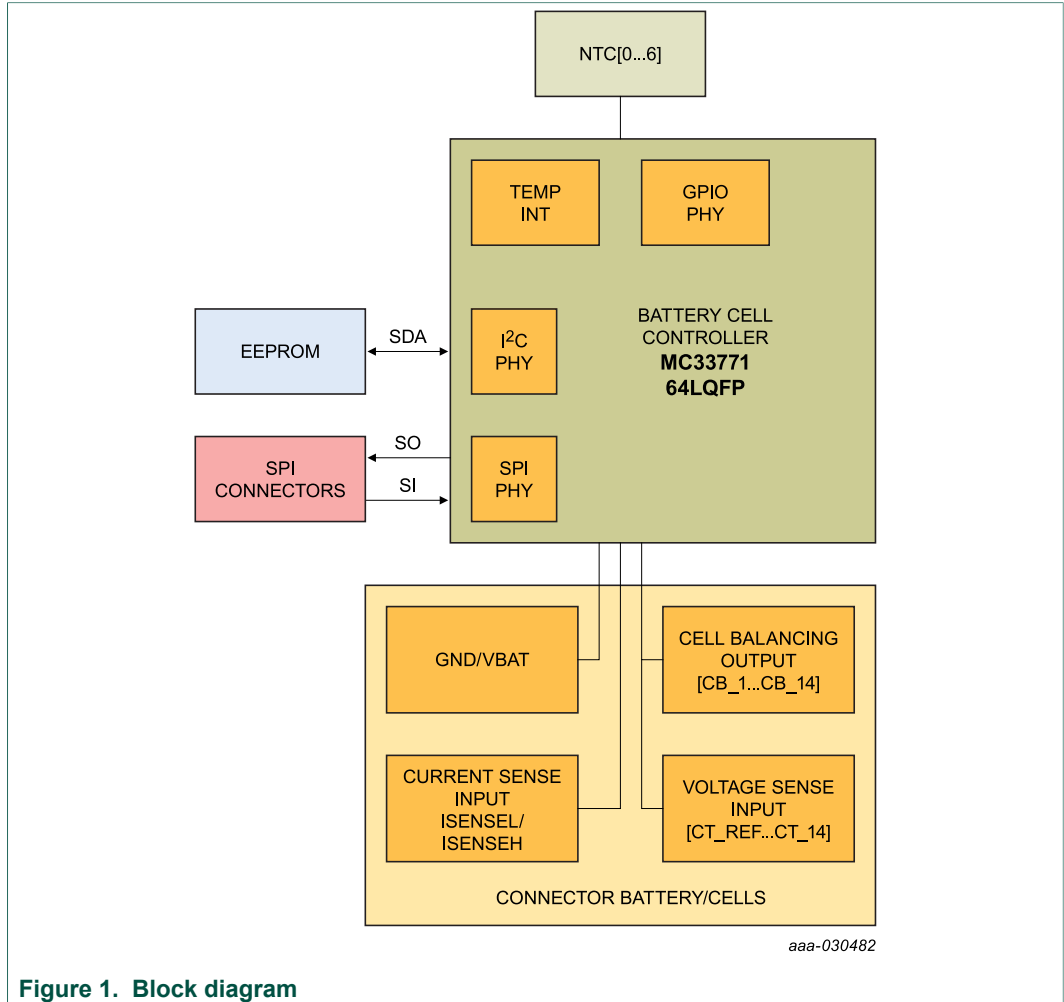 NTC[0...6]
TEMP
INT
GPIO
PHY
BATTERY CELL
CONTROLLER
MC33771
64LQFP
EEPROM
SDA
I²C
PHY
SPI
CONNECTORS
SO
SI
SPI
PHY
GND/VBAT
CELL BALANCING
OUTPUT
[CB_1...CB_14]
CURRENT SENSE
INPUT
ISENSEL/
ISENSEH
VOLTAGE SENSE
INPUT
[CT_REF...CT_14]
CONNECTOR BATTERY/CELLS
aaa-030482
Figure 1. Block diagram